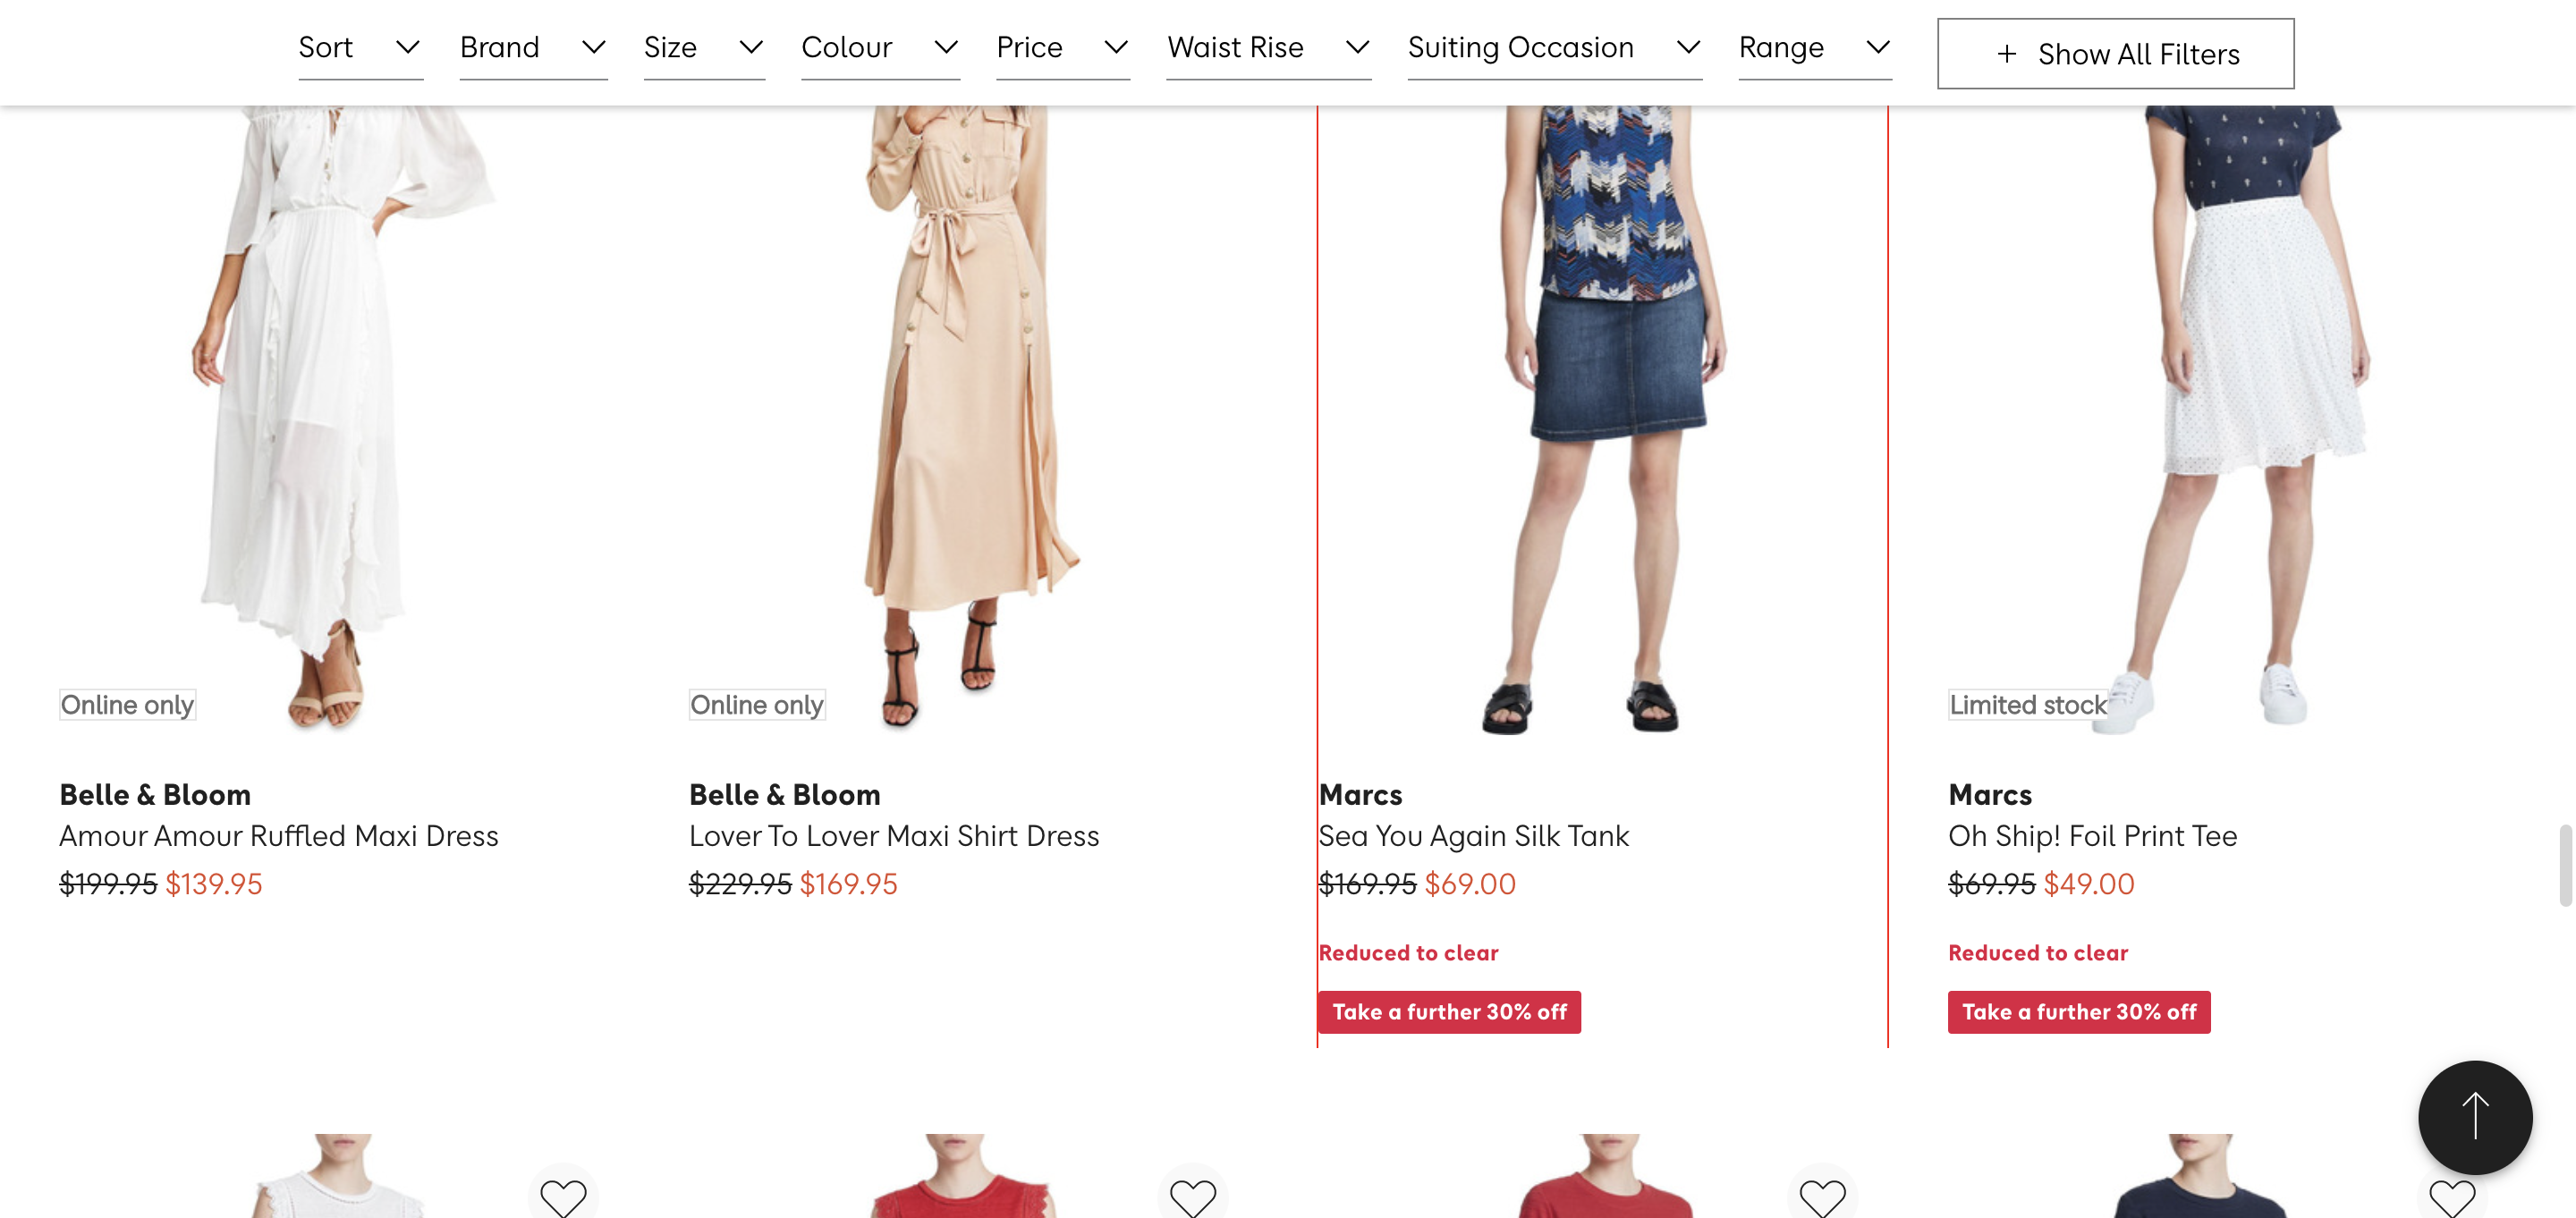 Sort
Brand
Size
Colour
Price
Waist Rise
Suiting Occasion
Range
+ Show All Filters
Online only
Belle & Bloom
Amour Amour Ruffled Maxi Dress
$199.95 $139.95
Online only
Belle & Bloom
Lover To Lover Maxi Shirt Dress
$229.95 $169.95
Marcs
Sea You Again Silk Tank
$169.95 $69.00
Reduced to clear
Take a further 30% off
Limited stock
Marcs
Oh Ship! Foil Print Tee
$69.95 $49.00
Reduced to clear
Take a further 30% off